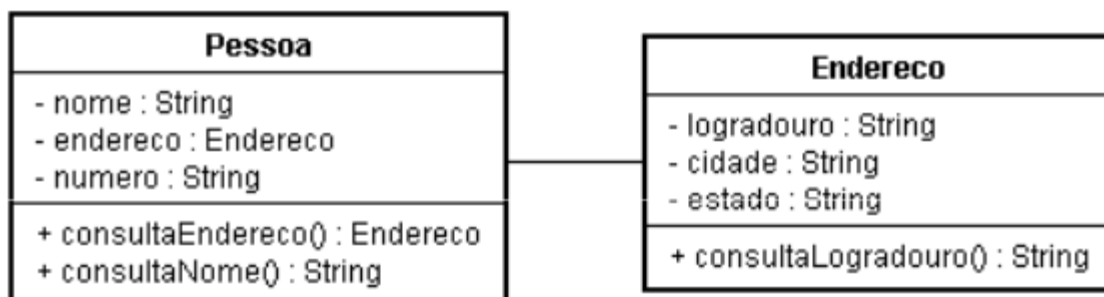 Pessoa
- nome : String
- endereco : Endereco
- numero : String
+ consultaEndereco() : Endereco
+ consultaNome() : String
Endereco
- logradouro : String
- cidade : String
- estado : String
+ consultaLogradouro() : String